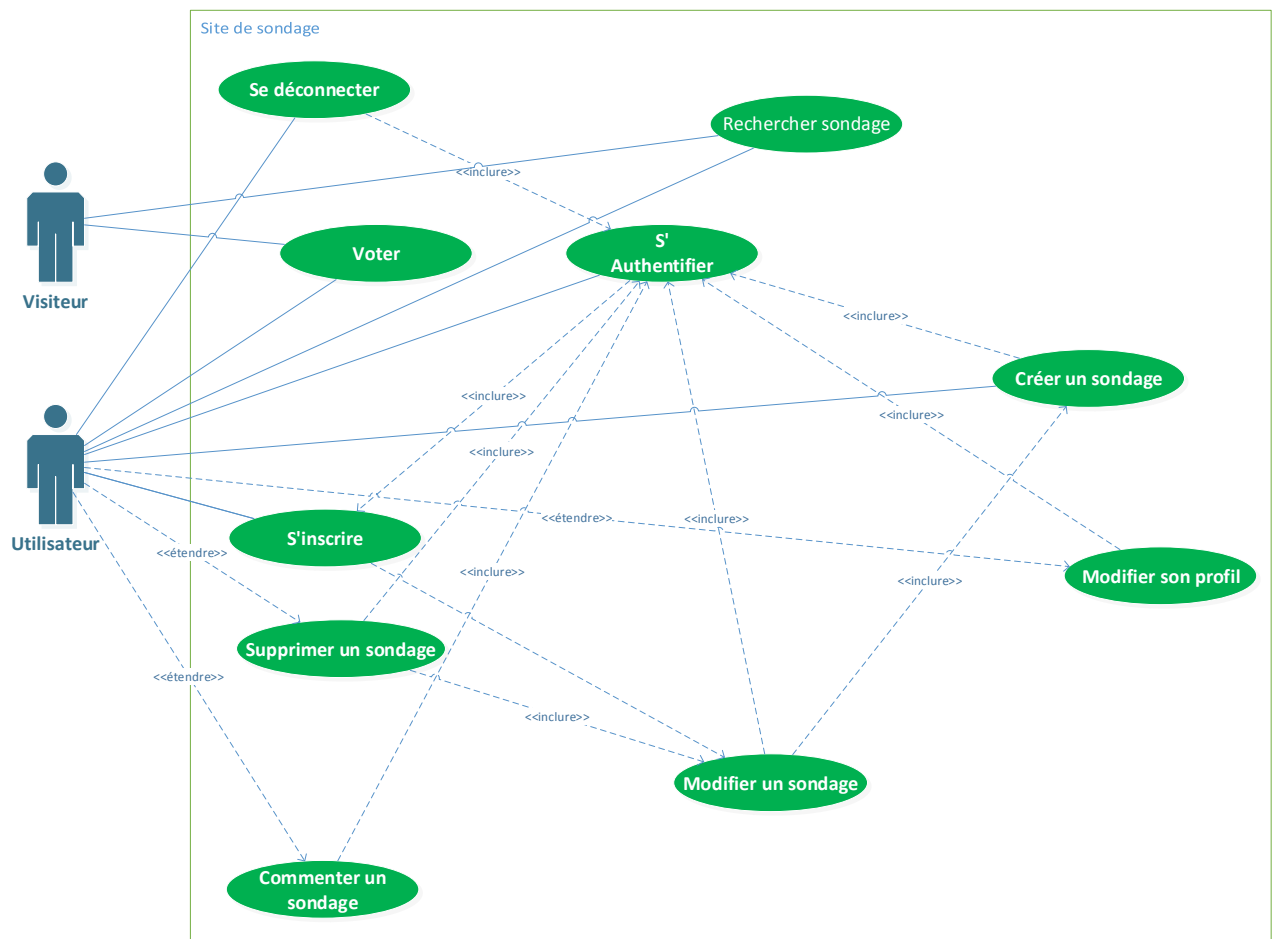 Site de sondage
Se déconnecter
Rechercher sondage
<<inclure>>
Voter
S'
Authentifier
Visiteur
<<inclure>>
Créer un sondage
<<inclure>>
<<inclure>>
<<inclure>>
<<étendre>>
<<inclure>>
S'inscrire
Utilisateur
<<étendre>>
<<inclure>>
<<inclure>>
Modifier son profil
Supprimer un sondage
<<étendre>>
<<inclure>>
Modifier un sondage
Commenter un
sondage